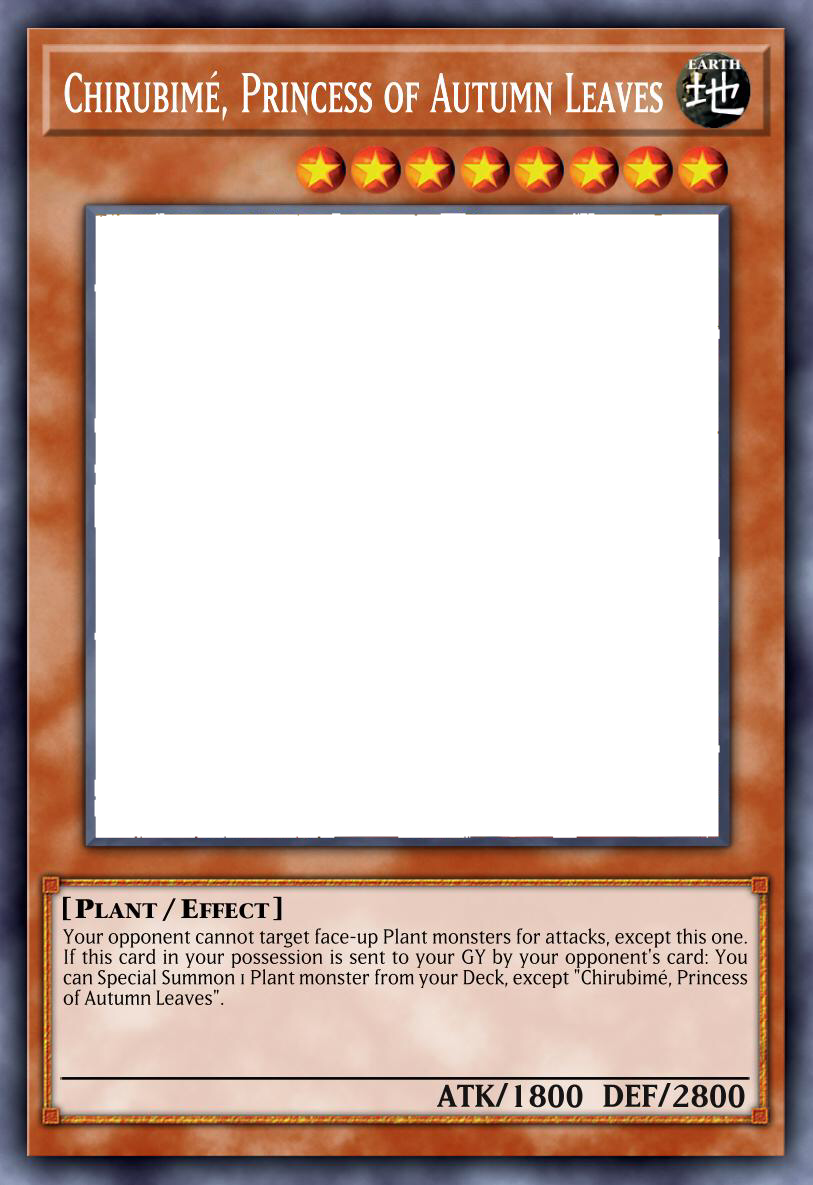 Chirubimé, Princess of Autumn Leaves
EARTH
地
[ Plant / Effect ]
Your opponent cannot target face-up Plant monsters for attacks, except this one.
If this card in your possession is sent to your GY by your opponent's card: You
can Special Summon 1 Plant monster from your Deck, except "Chirubimé, Princess
of Autumn Leaves".
ATK/1800 DEF/2800